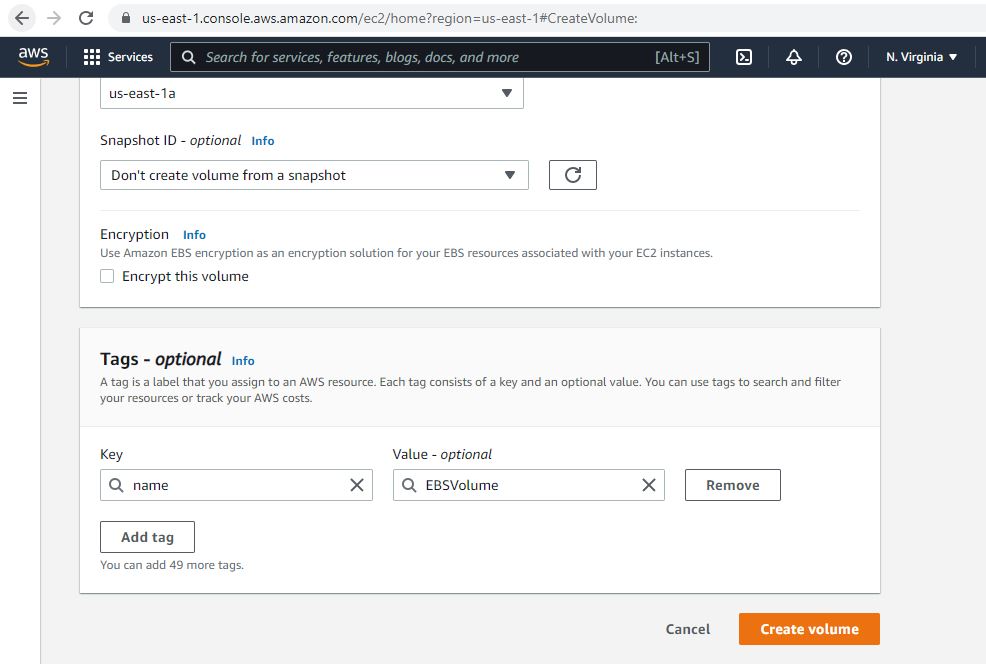 us-east-1.console.aws.amazon.com/ec2/home?region=us-east-1#CreateVolume:
aws Services Search for services, features, blogs, docs, and more [Alt+S] N. Virginia
us-east-1a
Snapshot ID - optional Info
Don't create volume from a snapshot
Encryption Info
Use Amazon EBS encryption as an encryption solution for your EBS resources associated with your EC2 instances.
Encrypt this volume
Tags - optional Info
A tag is a label that you assign to an AWS resource. Each tag consists of a key and an optional value. You can use tags to search and filter
your resources or track your AWS costs.
Key Value - optional
name EBSVolume Remove
Add tag
You can add 49 more tags.
Cancel Create volume